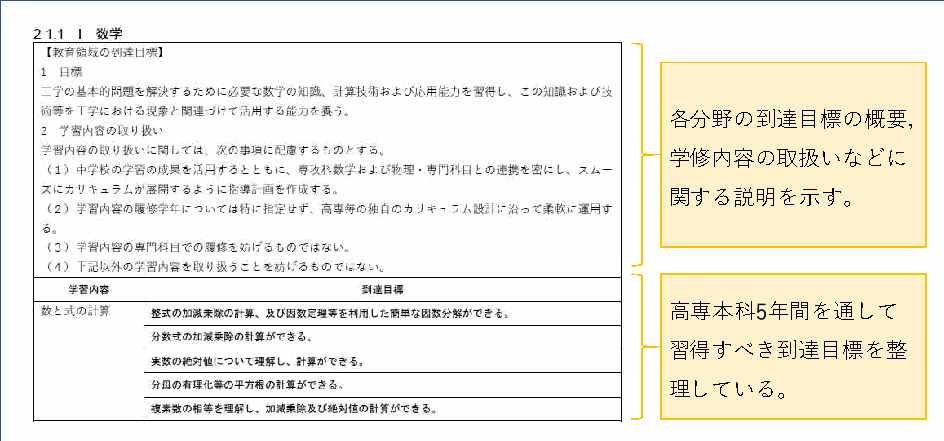 2.1.1 Ⅰ 数学
【教育領域の到達目標】
1 目標
工学の基本的問題を解決するために必要な数学の知識、計算技術および応用能力を習得し、この知識および技
術等を工学における現象と関連づけて活用する能力を養う。
2 学習内容の取り扱い
学習内容の取り扱いに関しては、次の事項に配慮するものとする。
（1）中学校の学習の成果を活用するとともに、専攻科数学および物理・専門科目との連携を密にし、スムー
ズにカリキュラムが展開するように指導計画を作成する。
（2）学習内容の履修学年については特に指定せず、高専毎の独自のカリキュラム設計に沿って柔軟に運用す
る。
（3）学習内容の専門科目での履修を妨げるものではない。
（4）下記以外の学習内容を取り扱うことを妨げるものではない。
学習内容 到達目標
数と式の計算 整式の加減乗除の計算、及び因数定理等を利用した簡単な因数分解ができる。
分数式の加減乗除の計算ができる。
実数の絶対値について理解し、計算ができる。
分母の有理化等の平方根の計算ができる。
複素数の相等を理解し、加減乗除及び絶対値の計算ができる。
各分野の到達目標の概要,
学修内容の取扱いなどに
関する説明を示す。
高専本科5年間を通して
習得すべき到達目標を整
理している。